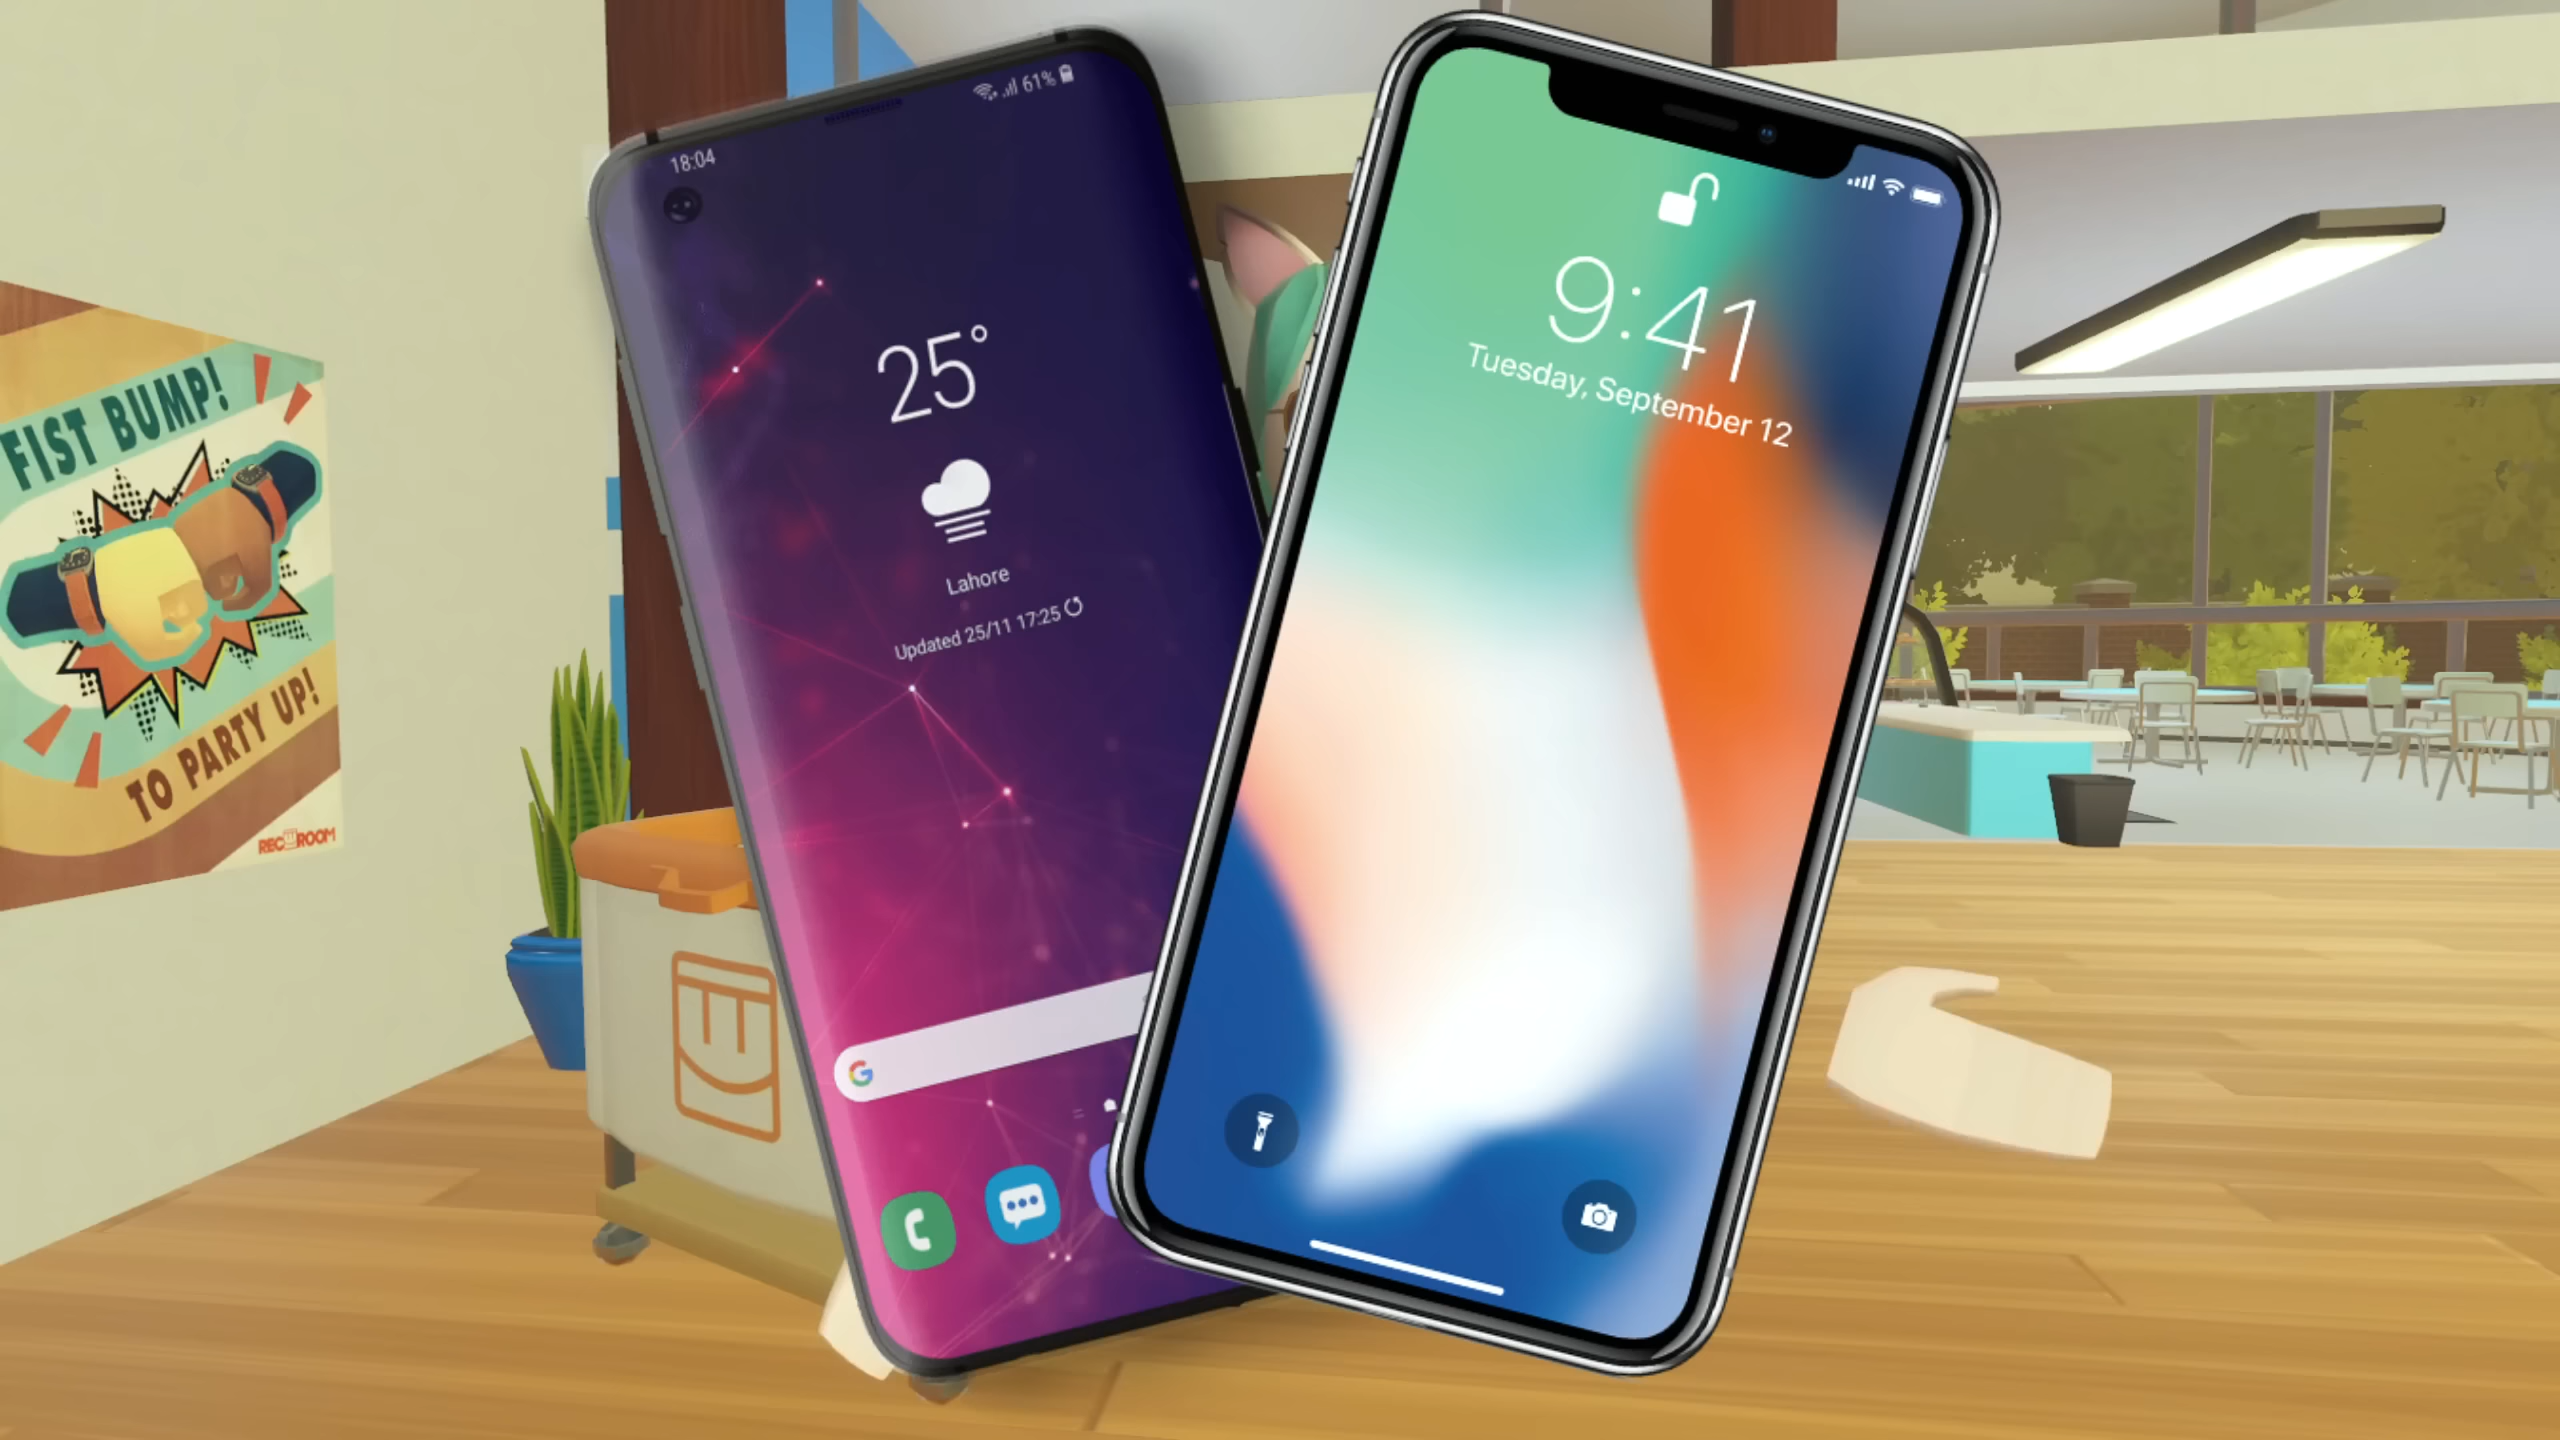 FIST BUMP!
TO PARTY UP!
REC ROOM
18:04
61%
25°
Lahore
Updated 25/11 17:25
G
9:41
Tuesday, September 12